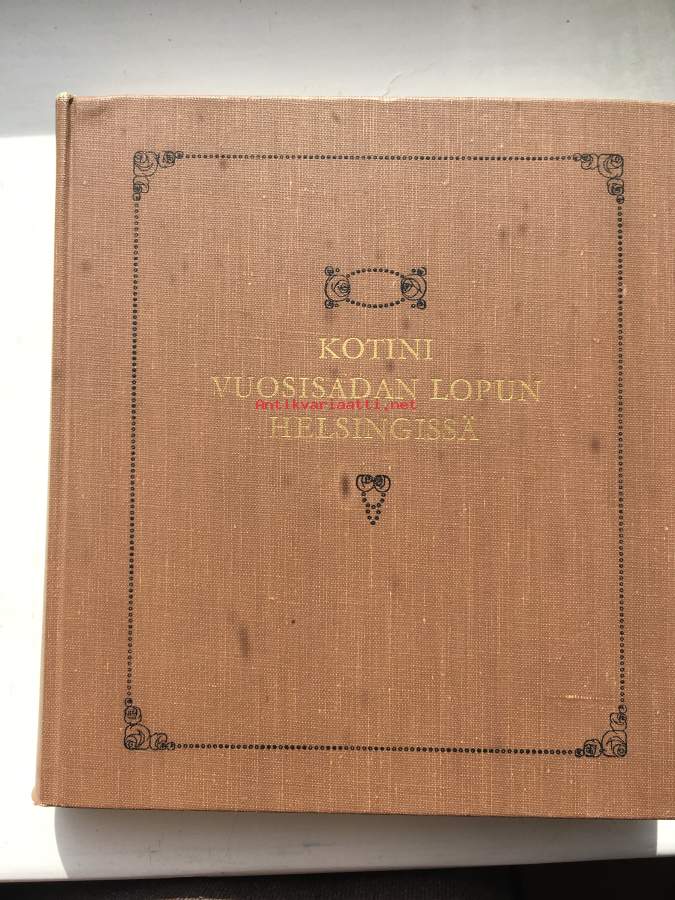 KOTINI
VUOSISADAN LOPUN
Antikvariaatti.net
HELSINGISSÄ